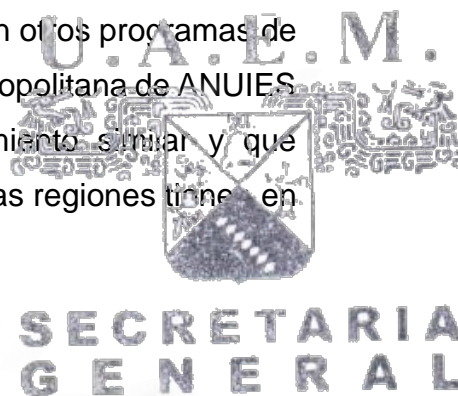 n otros programas de
U.A.E.M.
opolitana de ANUIES
miento similar y que
as regiones tienen en
SECRETARIA
GENERAL